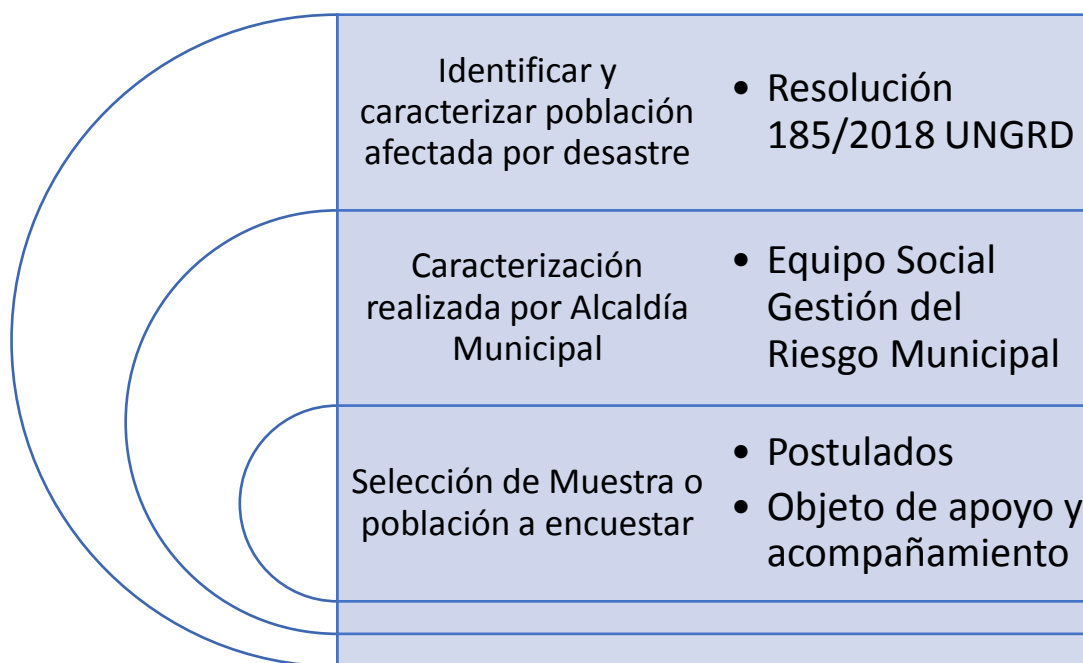 Identificar y
caracterizar población
afectada por desastre
• Resolución
185/2018 UNGRD
Caracterización
realizada por Alcaldía
Municipal
• Equipo Social
Gestión del
Riesgo Municipal
Selección de Muestra o
población a encuestar
• Postulados
• Objeto de apoyo y
acompañamiento